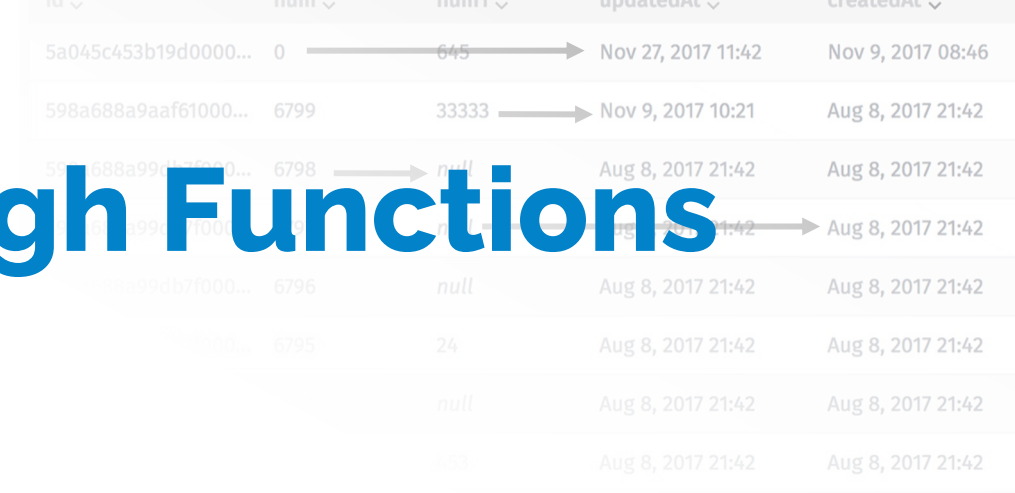 id num num1 updatedAt createdAt
5a045c453b19d0000... 0 645 Nov 27, 2017 11:42 Nov 9, 2017 08:46
598a688a9aaf61000... 6799 33333 Nov 9, 2017 10:21 Aug 8, 2017 21:42
6798 null Aug 8, 2017 21:42 Aug 8, 2017 21:42
gh Functions
Aug 8, 2017 21:42
6796 null Aug 8, 2017 21:42 Aug 8, 2017 21:42
6795 24 Aug 8, 2017 21:42 Aug 8, 2017 21:42
null Aug 8, 2017 21:42 Aug 8, 2017 21:42
Aug 8, 2017 21:42 Aug 8, 2017 21:42